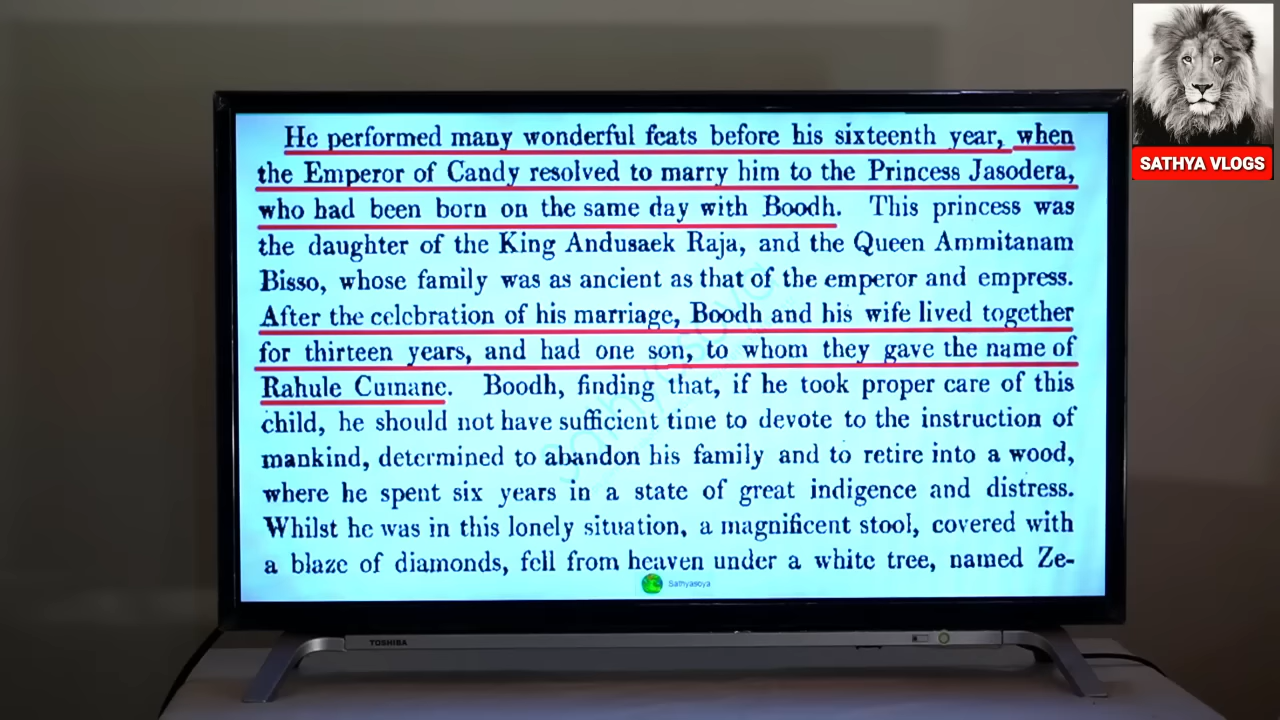 He performed many wonderful feats before his sixteenth year, when
the Emperor of Candy resolved to marry him to the Princess Jasodera,
who had been born on the same day with Boodh. This princess was
the daughter of the King Andusaek Raja, and the Queen Ammitanam
Bisso, whose family was as ancient as that of the emperor and empress.
After the celebration of his marriage, Boodh and his wife lived together
for thirteen years, and had one son, to whom they gave the name of
Rahule Cumane. Boodh, finding that, if he took proper care of this
child, he should not have sufficient time to devote to the instruction of
mankind, determined to abandon his family and to retire into a wood,
where he spent six years in a state of great indigence and distress.
Whilst he was in this lonely situation, a magnificent stool, covered with
a blaze of diamonds, fell from heaven under a white tree, named Ze-
Sathyasoya
TOSHIBA
SATHYA VLOGS